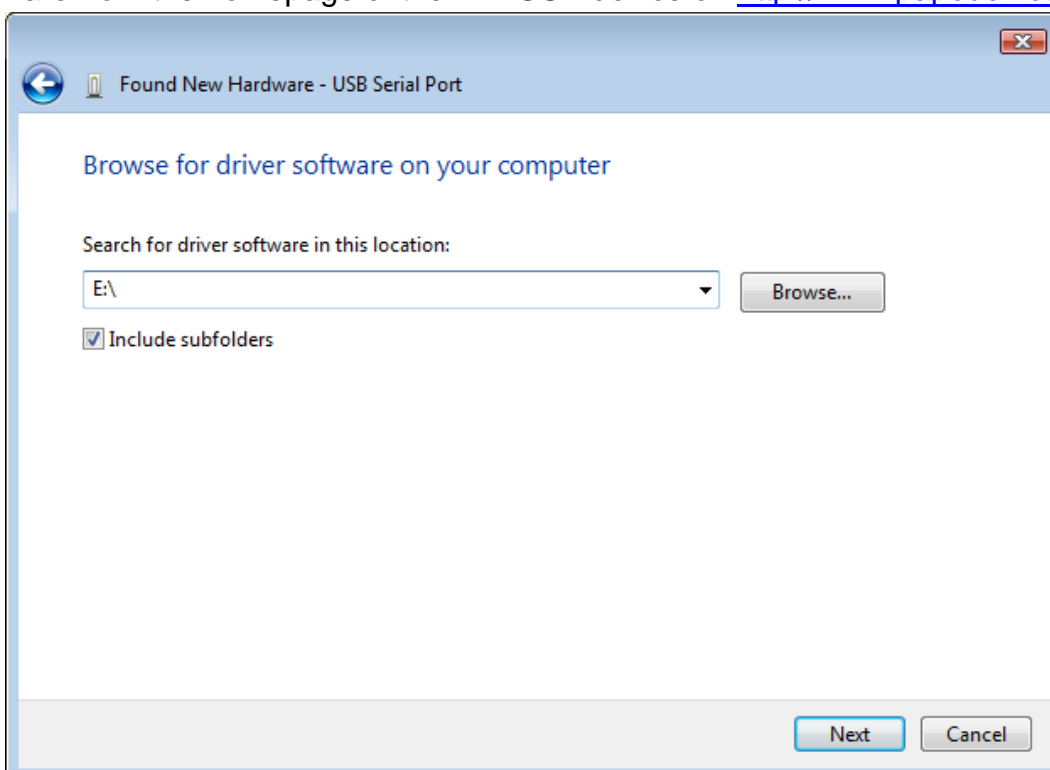 Found New Hardware - USB Serial Port
Browse for driver software on your computer
Search for driver software in this location:
E:\
Browse...
Include subfolders
Next
Cancel